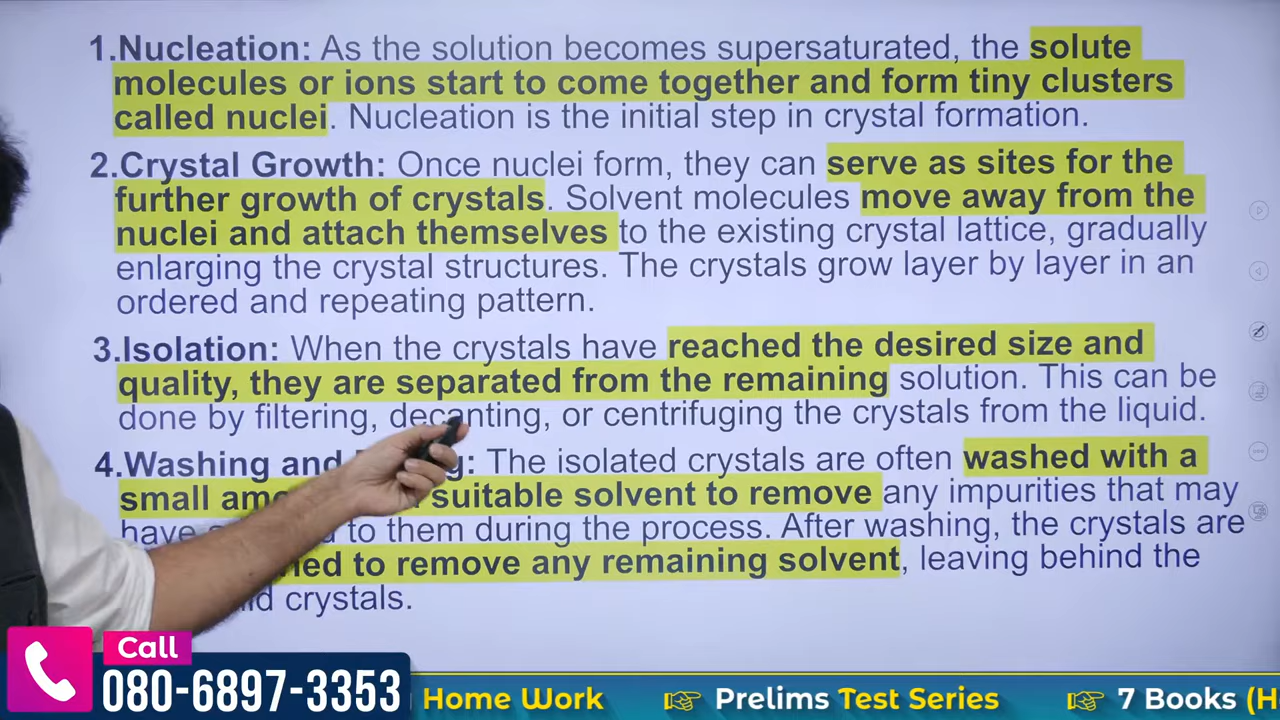 1.Nucleation: As the solution becomes supersaturated, the solute
molecules or ions start to come together and form tiny clusters
called nuclei. Nucleation is the initial step in crystal formation.
2.Crystal Growth: Once nuclei form, they can serve as sites for the
further growth of crystals. Solvent molecules move away from the
nuclei and attach themselves to the existing crystal lattice, gradually
enlarging the crystal structures. The crystals grow layer by layer in an
ordered and repeating pattern.
3.Isolation: When the crystals have reached the desired size and
quality, they are separated from the remaining solution. This can be
done by filtering, decanting, or centrifuging the crystals from the liquid.
4.Washing and The isolated crystals are often washed with a
small suitable solvent to remove any impurities that may
have to them during the process. After washing, the crystals are
to remove any remaining solvent, leaving behind the
crystals.
Call
080-6897-3353
Home Work Prelims Test Series 7 Books (H